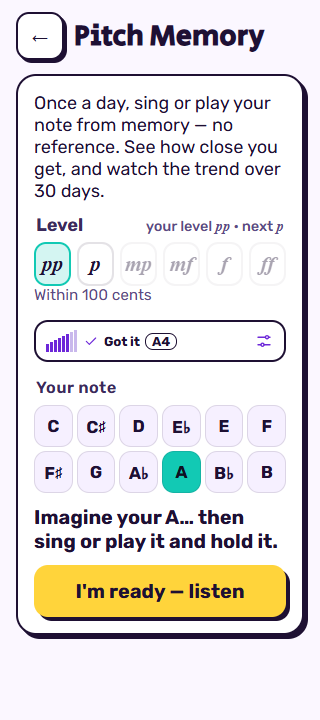 ←
Pitch Memory
Once a day, sing or play your
note from memory — no
reference. See how close you
get, and watch the trend over
30 days.
Level your level pp • next p
pp p mp mf f ff
Within 100 cents
✓ Got it A4
Your note
C C♯ D E♭ E F
F♯ G A♭ A B♭ B
Imagine your A… then
sing or play it and hold it.
I'm ready — listen